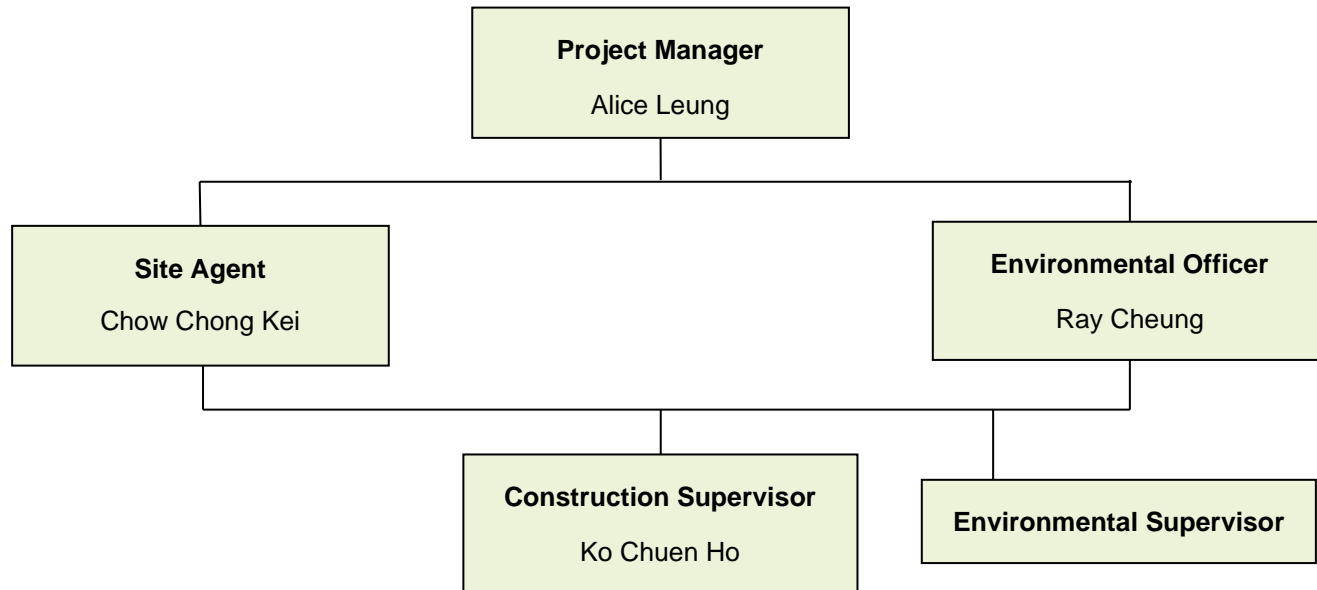 Project Manager
Alice Leung
Site Agent
Chow Chong Kei
Environmental Officer
Ray Cheung
Construction Supervisor
Ko Chuen Ho
Environmental Supervisor